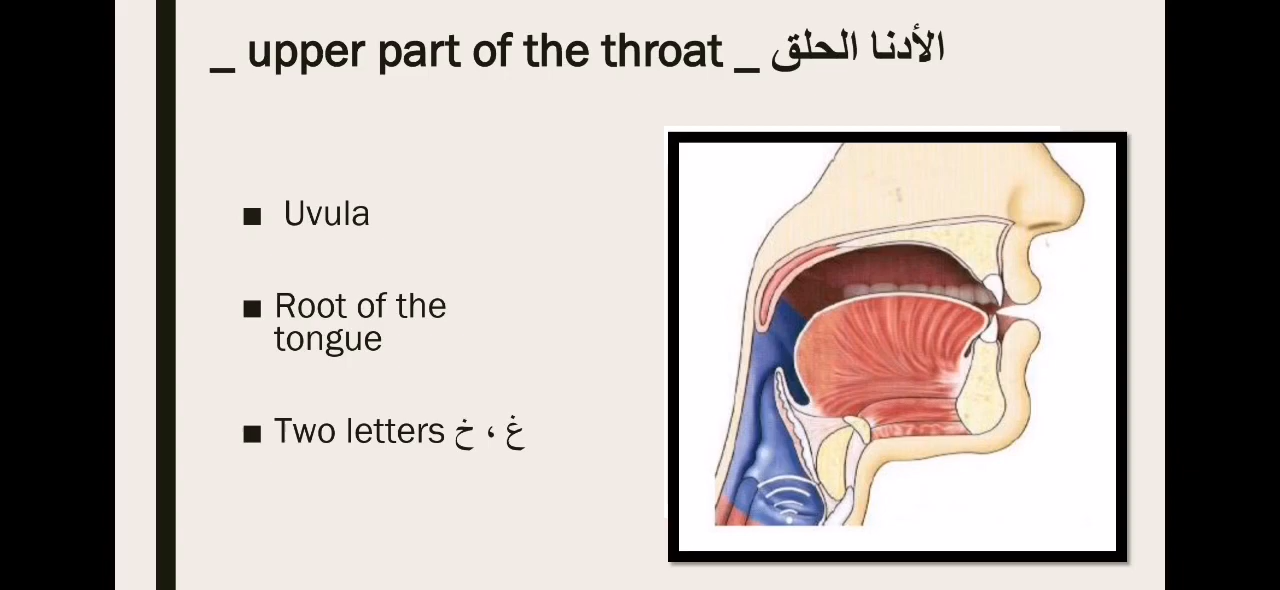 _ upper part of the throat _ الأدنا الحلق
Uvula
Root of the
tongue
Two letters غ ، خ